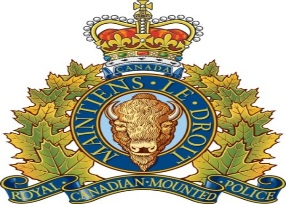 CANADA
MAINTIENS · LE · DROIT
ROYAL CANADIAN · MOUNTED POLICE